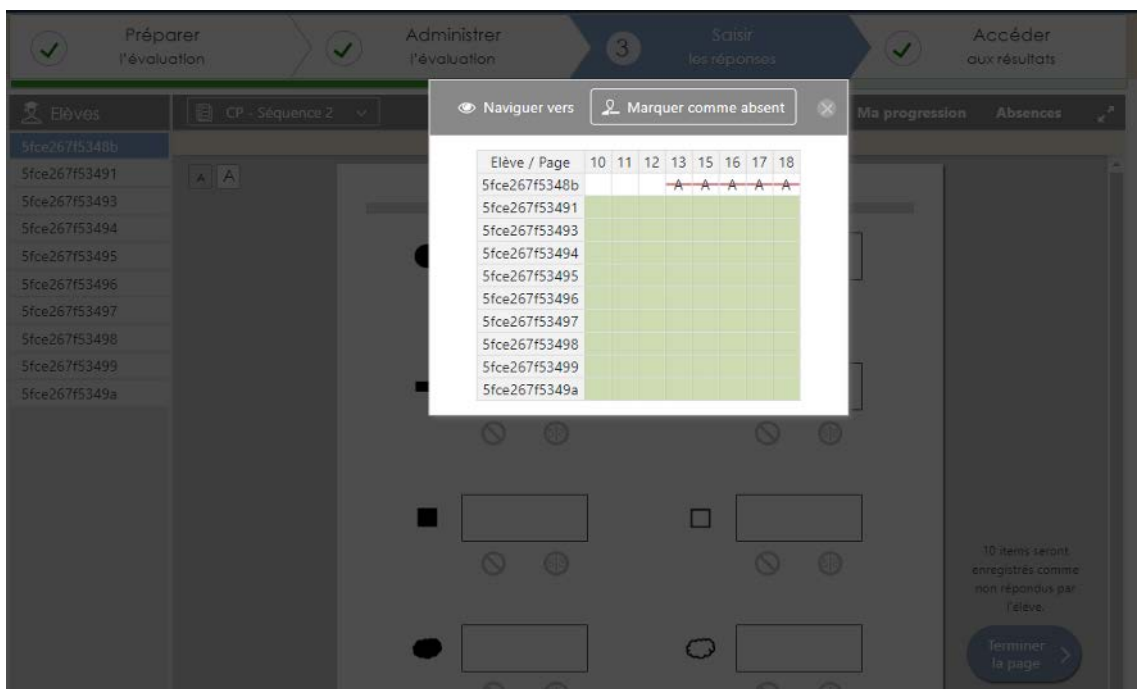 Préparer
l'évaluation
Administrer
l'évaluation
3
Saisir
les réponses
Accéder
aux résultats
Elèves
CP - Séquence 2
Naviguer vers
Marquer comme absent
Ma progression
Absences
5fce267f5348b
5fce267f53491
5fce267f53493
5fce267f53494
5fce267f53495
5fce267f53496
5fce267f53497
5fce267f53498
5fce267f53499
5fce267f5349a
A A
Elève / Page 10 11 12 13 15 16 17 18
5fce267f5348b A A A A A
5fce267f53491
5fce267f53493
5fce267f53494
5fce267f53495
5fce267f53496
5fce267f53497
5fce267f53498
5fce267f53499
5fce267f5349a
10 items seront
enregistrés comme
non répondus par
l'élève.
Terminer
la page